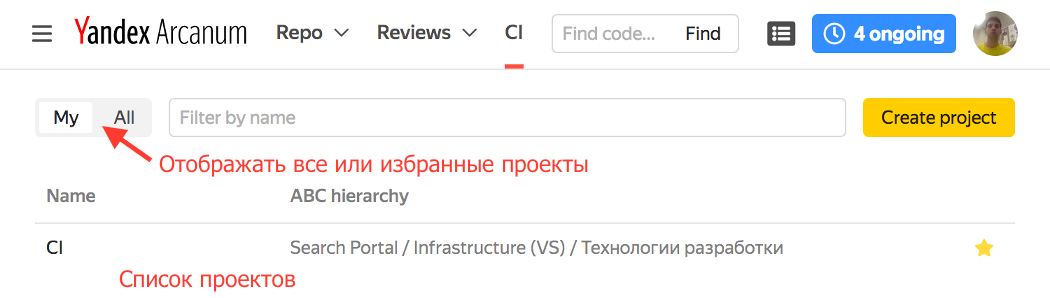 Yandex Arcanum Repo Reviews CI Find code... Find 4 ongoing
My All Filter by name Create project
Отображать все или избранные проекты
Name ABC hierarchy
CI Search Portal / Infrastructure (VS) / Технологии разработки
Список проектов